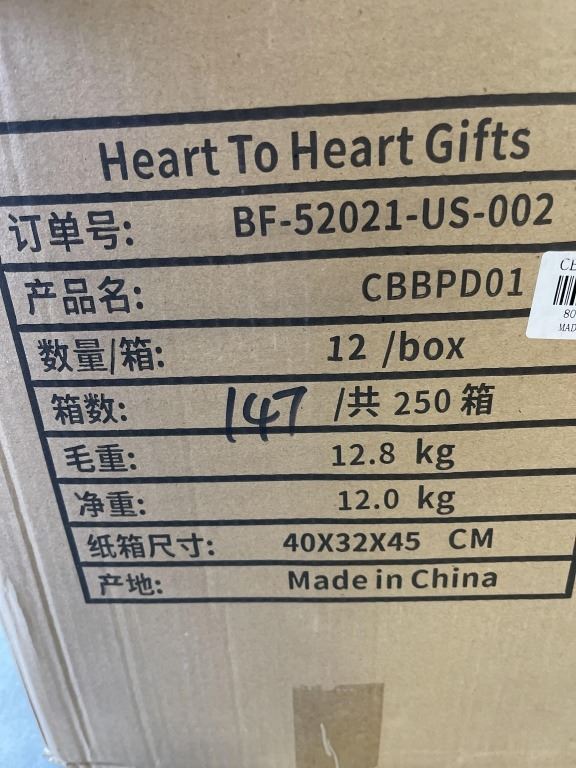 Heart To Heart Gifts
订单号: BF-52021-US-002
产品名: CBBPD01
数量/箱: 12 /box
箱数: 147 /共 250 箱
毛重: 12.8 kg
净重: 12.0 kg
纸箱尺寸: 40X32X45 CM
产地: Made in China